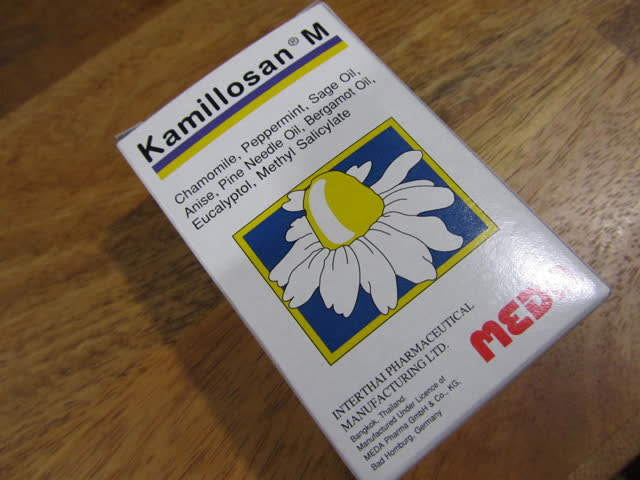 Kamillosan® M
Chamomile, Peppermint, Sage Oil,
Anise, Pine Needle Oil, Bergamot Oil,
Eucalyptol, Methyl Salicylate
MEDA
INTERTHAI PHARMACEUTICAL
MANUFACTURING LTD.
Bangkok, Thailand.
Manufactured Under Licence of
MEDA Pharma GmbH & Co., KG.
Bad Homburg, Germany